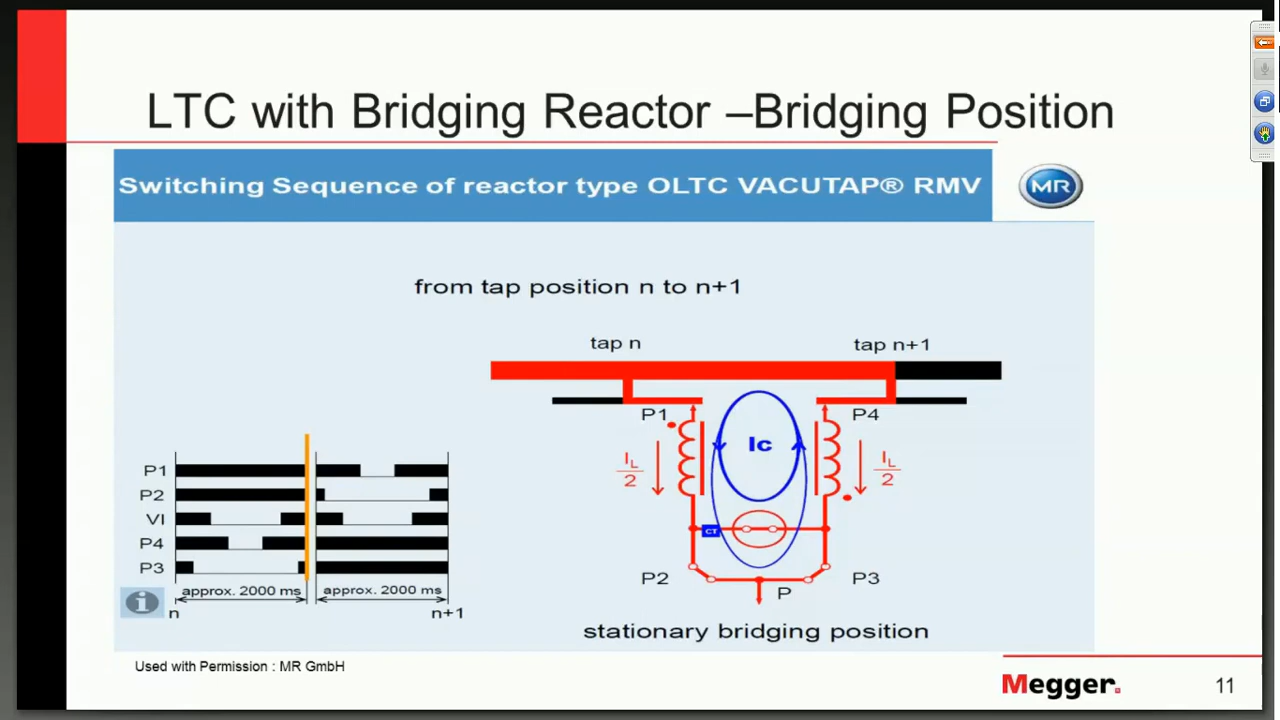 LTC with Bridging Reactor –Bridging Position
Switching Sequence of reactor type OLTC VACUTAP® RMV
MR
from tap position n to n+1
tap n
tap n+1
P1
P4
Ic
IL
2
IL
2
CT
P2
P3
P
stationary bridging position
P1
P2
VI
P4
P3
approx. 2000 ms
approx. 2000 ms
n
n+1
i
Used with Permission : MR GmbH
Megger.
11